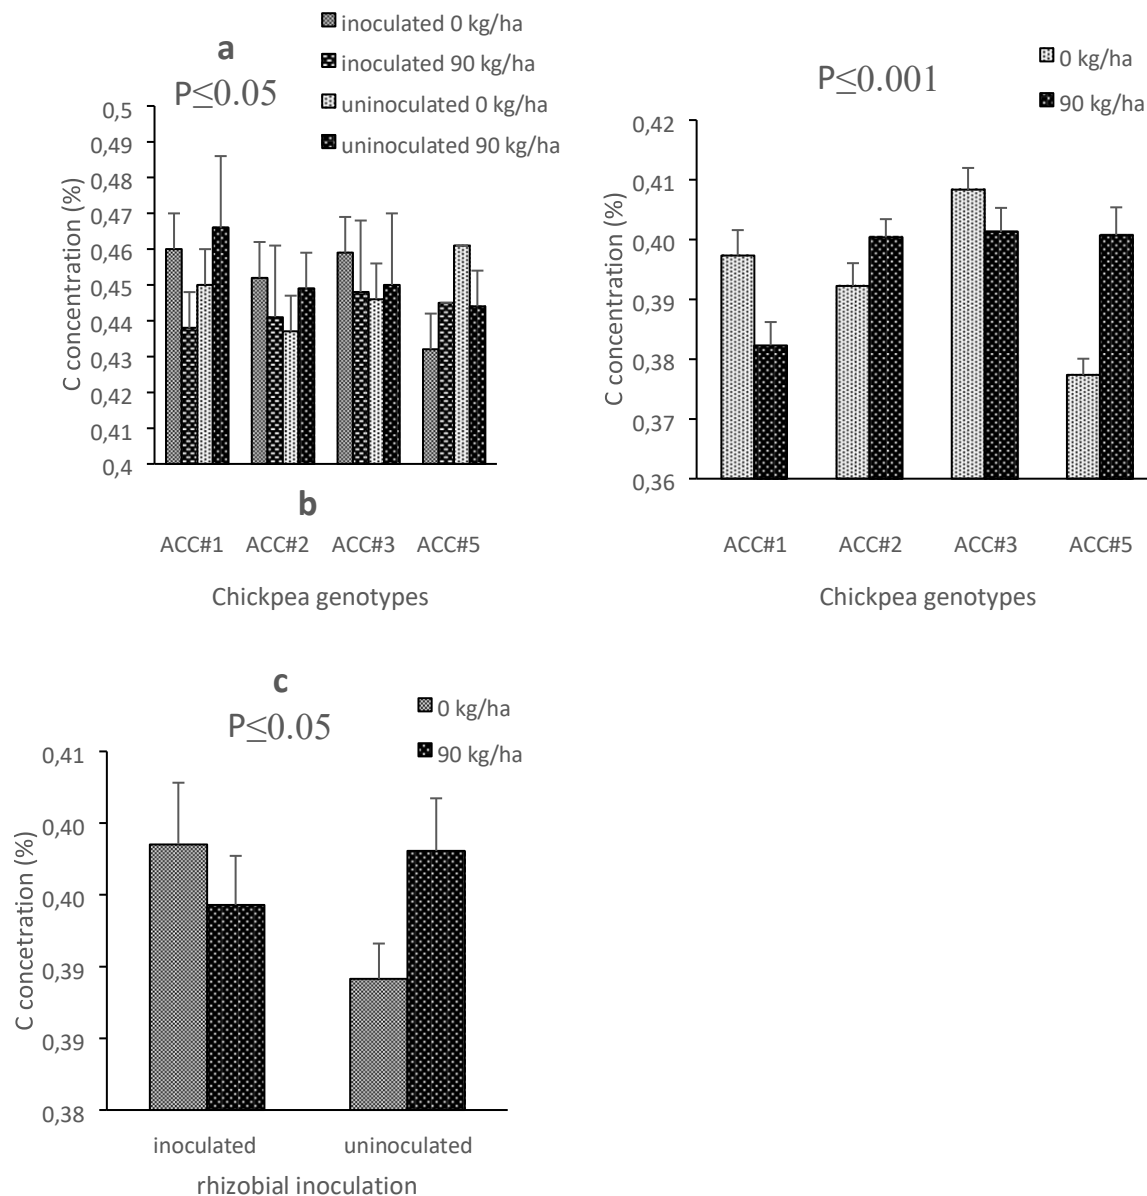 a
P≤0.05
inoculated 0 kg/ha
inoculated 90 kg/ha
uninoculated 0 kg/ha
uninoculated 90 kg/ha
C concentration (%)
0,5
0,49
0,48
0,47
0,46
0,45
0,44
0,43
0,42
0,41
0,4
b
ACC#1 ACC#2 ACC#3 ACC#5
Chickpea genotypes
P≤0.001
0 kg/ha
90 kg/ha
C concentration (%)
0,42
0,41
0,40
0,39
0,38
0,37
0,36
ACC#1 ACC#2 ACC#3 ACC#5
Chickpea genotypes
c
P≤0.05
0 kg/ha
90 kg/ha
C concetration (%)
0,41
0,40
0,40
0,39
0,39
0,38
inoculated uninoculated
rhizobial inoculation